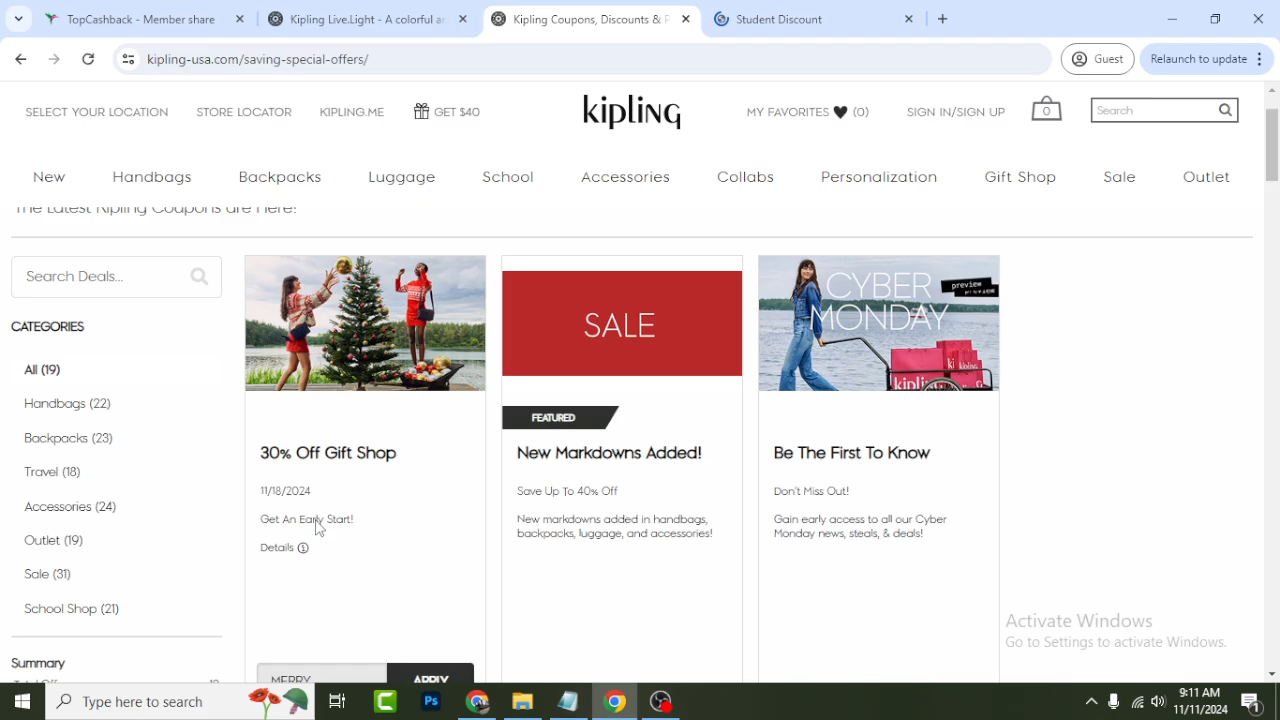 TopCashback - Member share
Kipling Live.Light - A colorful a
Kipling Coupons, Discounts & P
Student Discount
kipling-usa.com/saving-special-offers/
Guest
Relaunch to update
SELECT YOUR LOCATION
STORE LOCATOR
KIPLING.ME
GET $40
kipling
MY FAVORITES (0)
SIGN IN/SIGN UP
0
Search
New
Handbags
Backpacks
Luggage
School
Accessories
Collabs
Personalization
Gift Shop
Sale
Outlet
The Latest Kipling Coupons are Here!
Search Deals...
CATEGORIES
All (19)
Handbags (22)
Backpacks (23)
Travel (18)
Accessories (24)
Outlet (19)
Sale (31)
School Shop (21)
Summary
30% Off Gift Shop
11/18/2024
Get An Early Start!
Details
MERRY
APPLY
SALE
FEATURED
New Markdowns Added!
Save Up To 40% Off
New markdowns added in handbags,
backpacks, luggage, and accessories!
CYBER
MONDAY
preview
kipling
Be The First To Know
Don't Miss Out!
Gain early access to all our Cyber
Monday news, steals, & deals!
Activate Windows
Go to Settings to activate Windows.
Type here to search
Ps
9:11 AM
11/11/2024
1